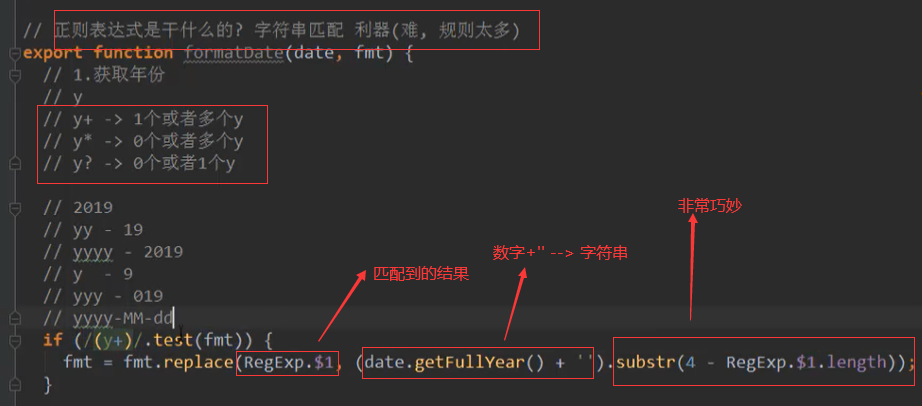 // 正则表达式是干什么的? 字符串匹配 利器(难, 规则太多)
export function formatDate(date, fmt) {
// 1.获取年份
// y
// y+ -> 1个或者多个y
// y* -> 0个或者多个y
// y? -> 0个或者1个y
非常巧妙
// 2019
// yy - 19
// yyyy - 2019
数字+'' --> 字符串
// y  - 9
匹配到的结果
// yyy - 019
// yyyy-MM-dd
if (/(y+)/.test(fmt)) {
fmt = fmt.replace(RegExp.$1, (date.getFullYear() + '').substr(4 - RegExp.$1.length));
}